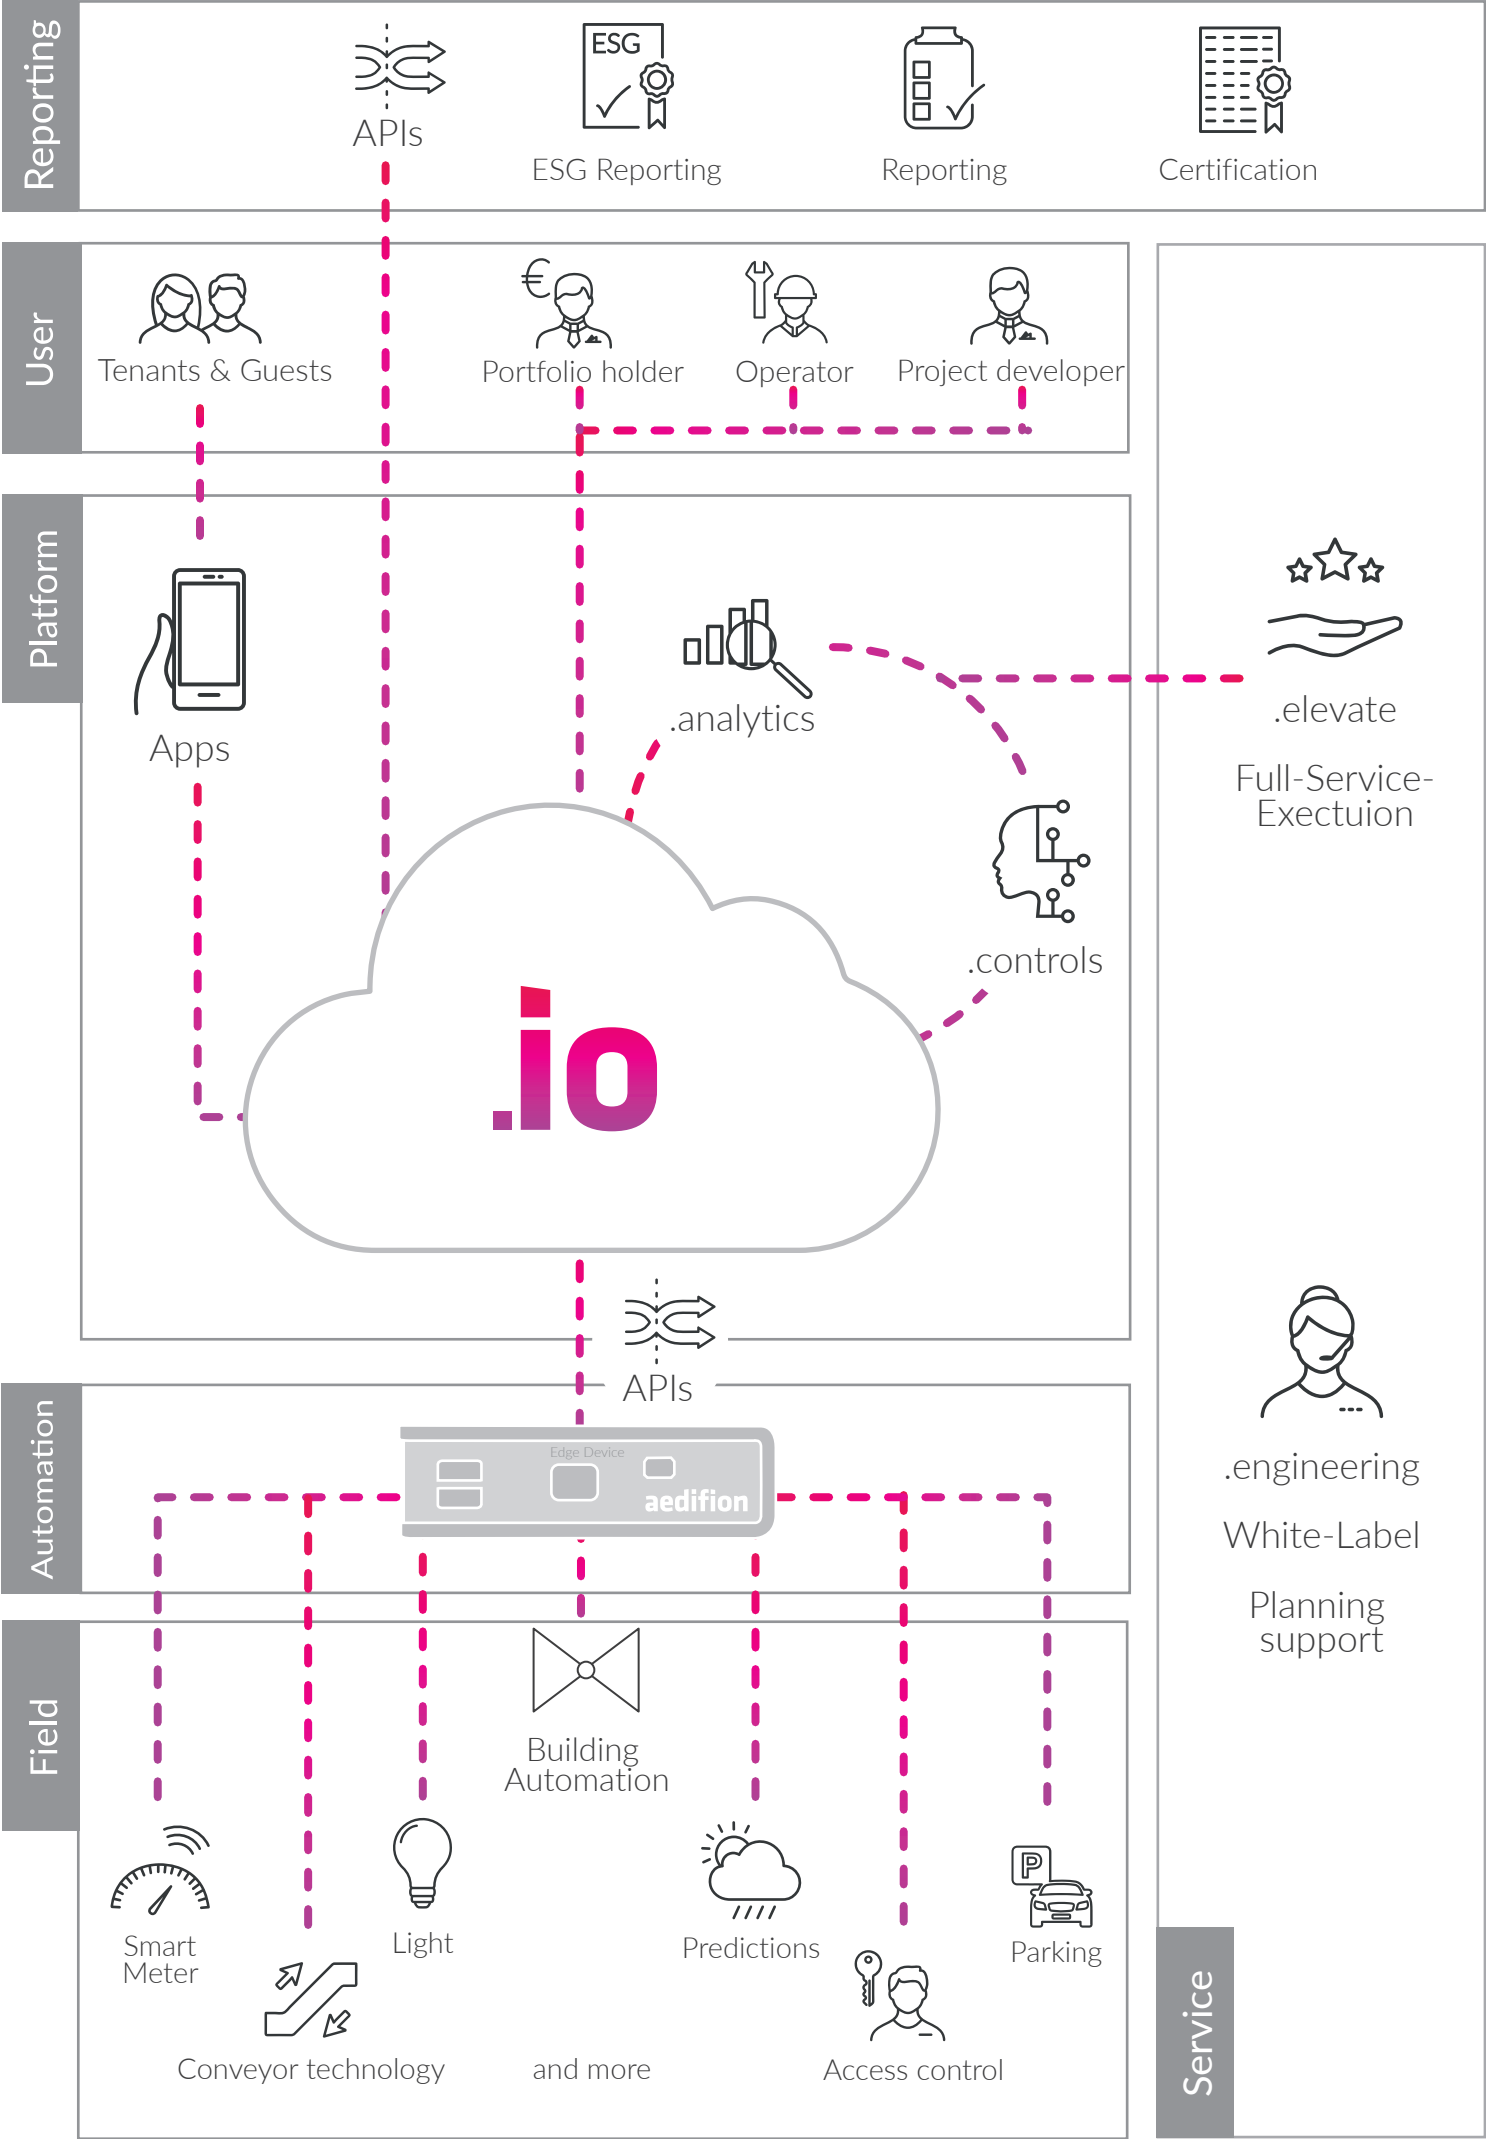 Reporting
APIs
ESG
ESG Reporting
Reporting
Certification
User
Tenants & Guests
€
Portfolio holder
Operator
Project developer
Platform
Apps
.analytics
.controls
.io
APIs
.elevate
Full-Service-
Exectuion
.engineering
White-Label
Planning
support
Service
Automation
Edge Device
aedifion
Field
Building
Automation
Smart
Meter
Light
Predictions
P
Parking
Conveyor technology
and more
Access control